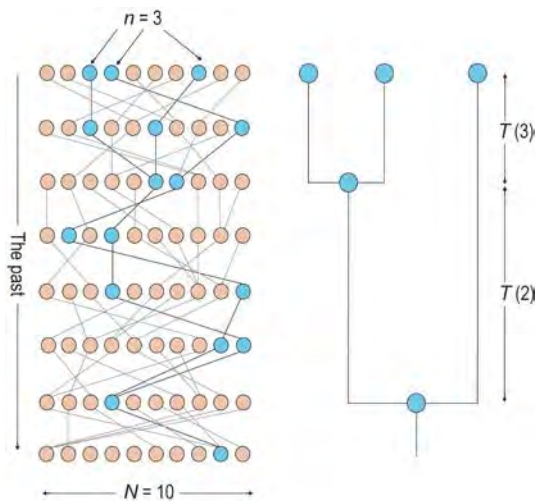 n = 3
The past
N = 10
T (3)
T (2)